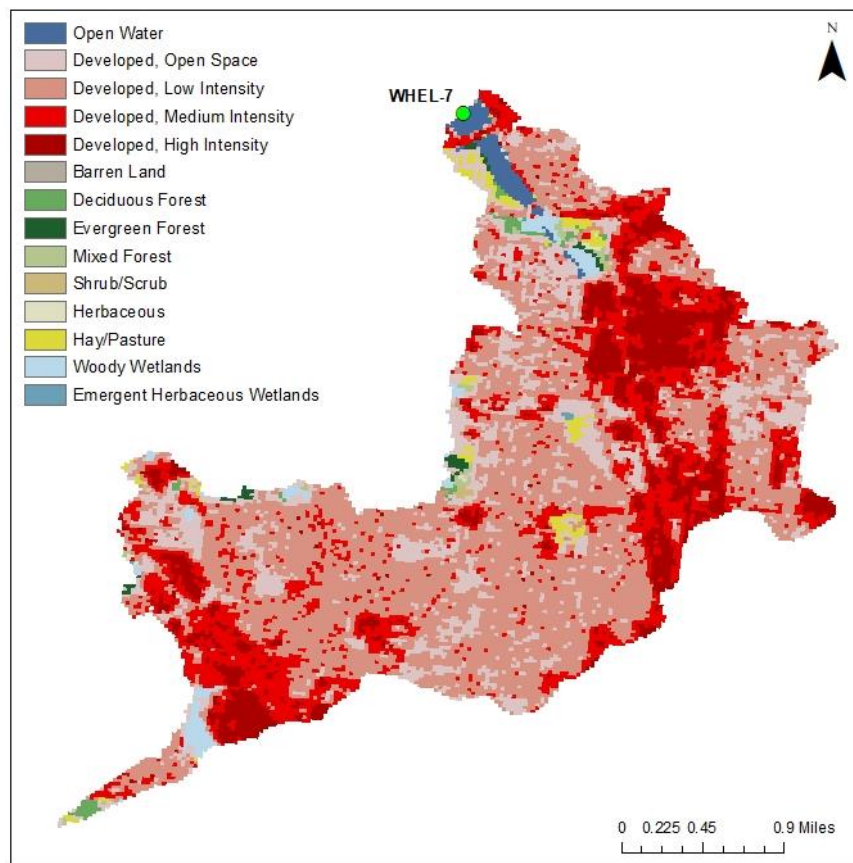 Open Water
Developed, Open Space
Developed, Low Intensity
Developed, Medium Intensity
Developed, High Intensity
Barren Land
Deciduous Forest
Evergreen Forest
Mixed Forest
Shrub/Scrub
Herbaceous
Hay/Pasture
Woody Wetlands
Emergent Herbaceous Wetlands
N
WHEL-7
0 0.225 0.45 0.9 Miles